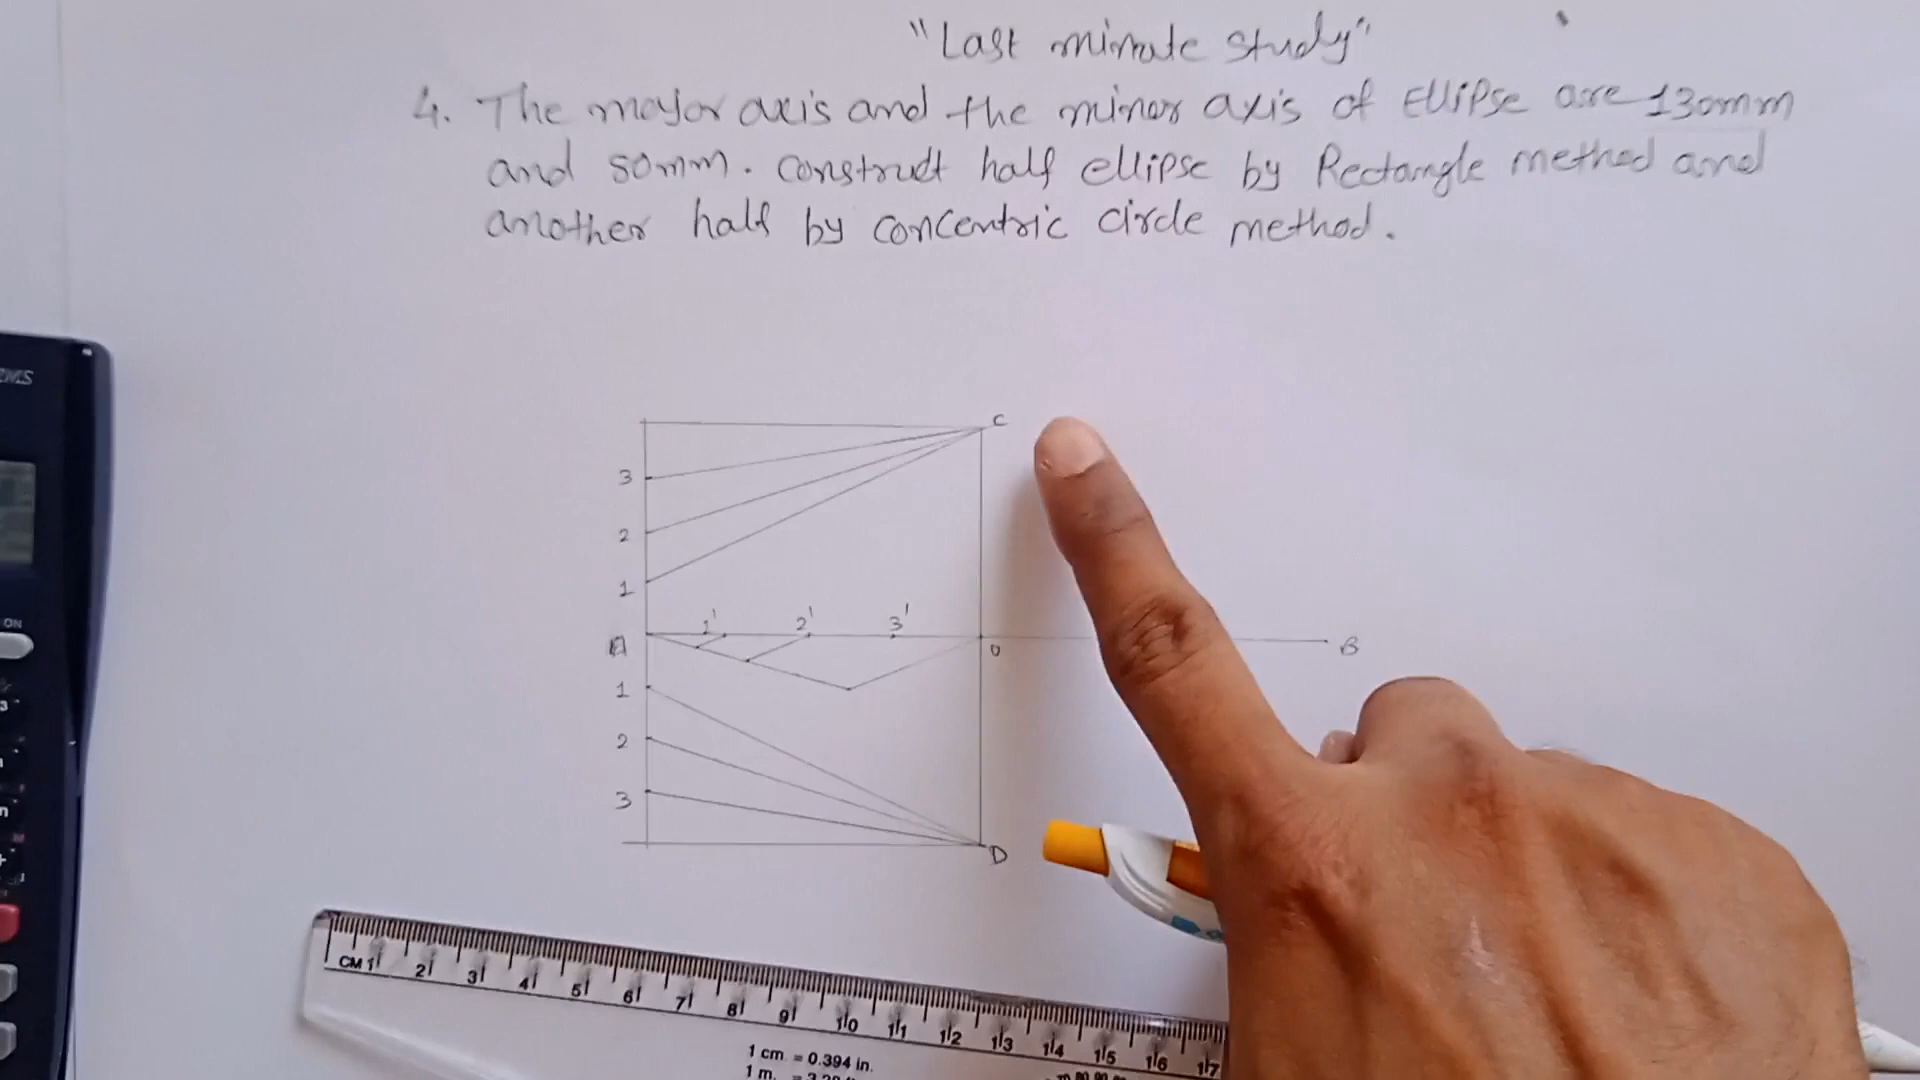 "Last minute study"
4. The major axis and the minor axis of Ellipse are 130mm
and 80mm. construct half ellipse by Rectangle method and
another half by concentric circle method.
C
3
2
1
1' 2' 3'
A O B
1
2
3
D
ON
CM 1 2 3 4 5 6 7 8 9 10 11 12 13 14 15 16 17
1 cm. = 0.394 in.
1 m.